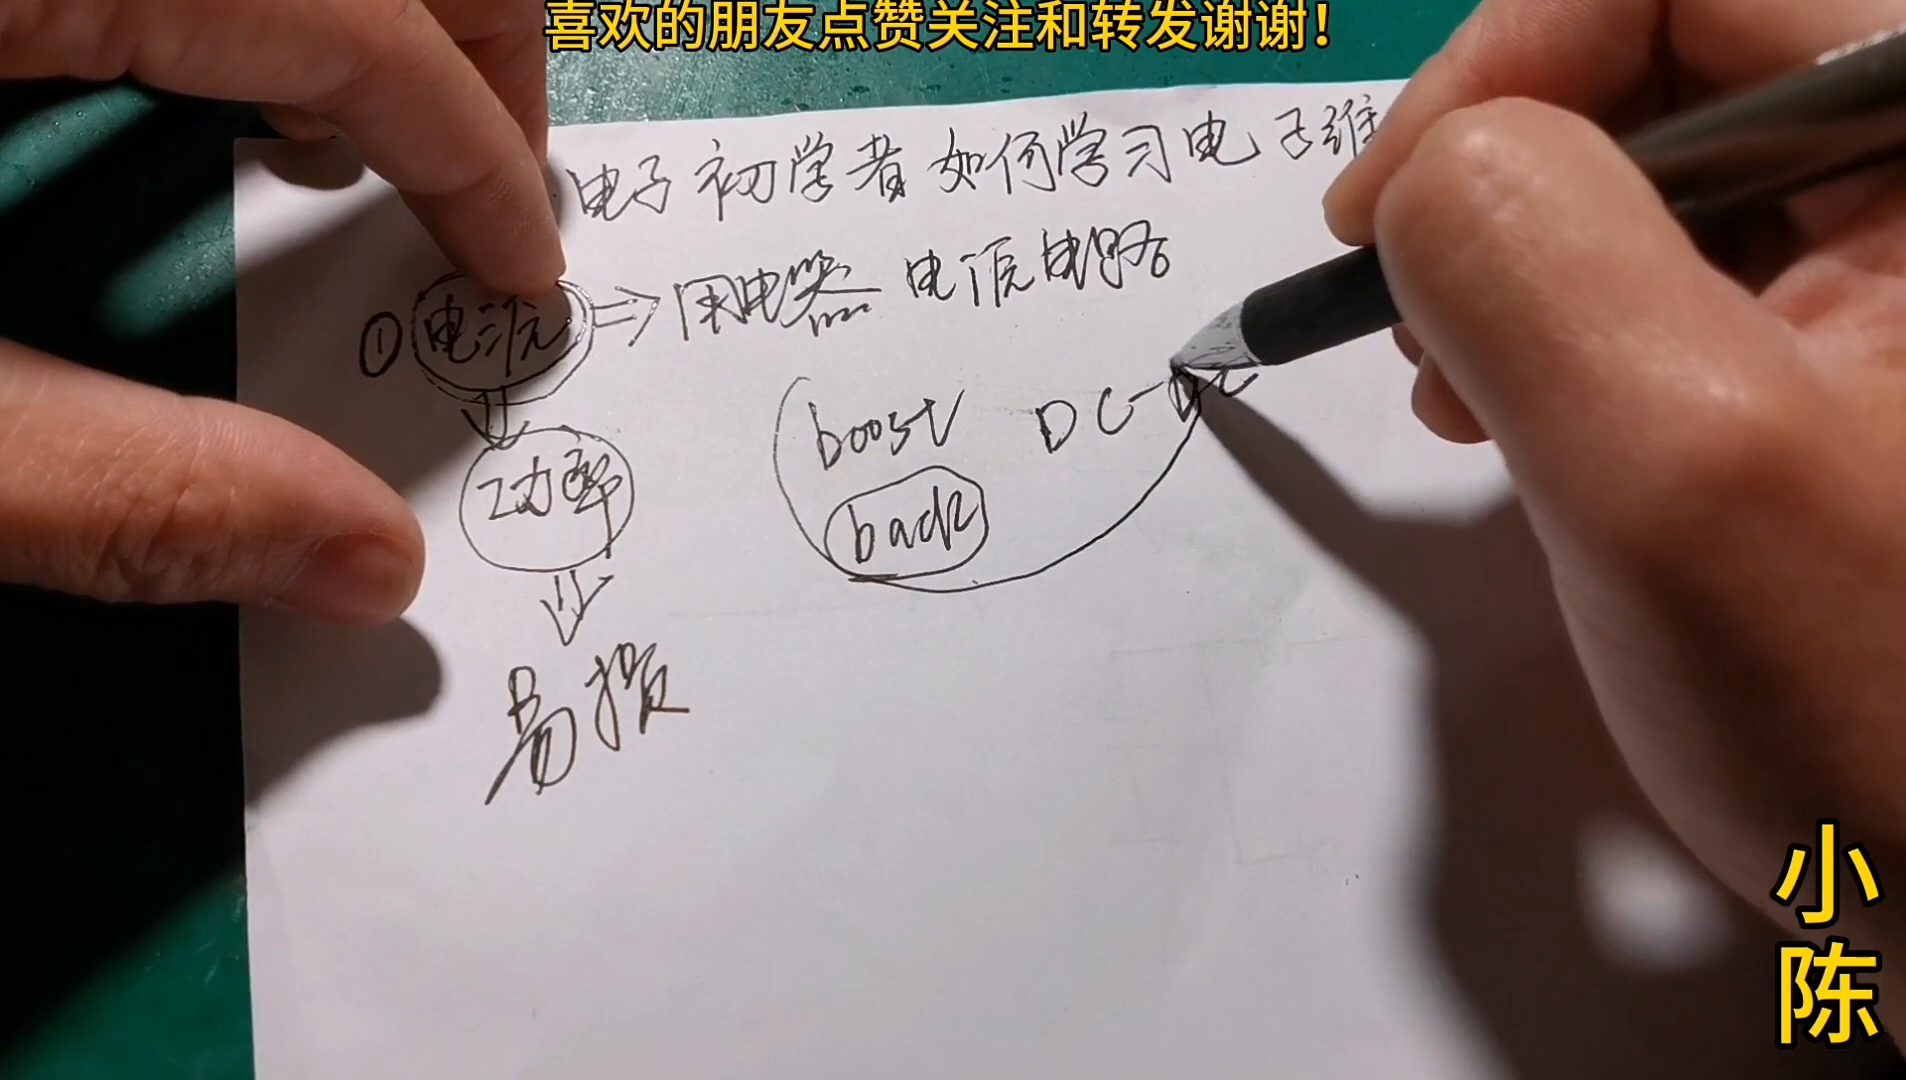 喜欢的朋友点赞关注和转发谢谢！
电子初学者如何学习电子维
①电源⇒用电器 电源电路
boost DC-DC
功率 back
易损
小陈